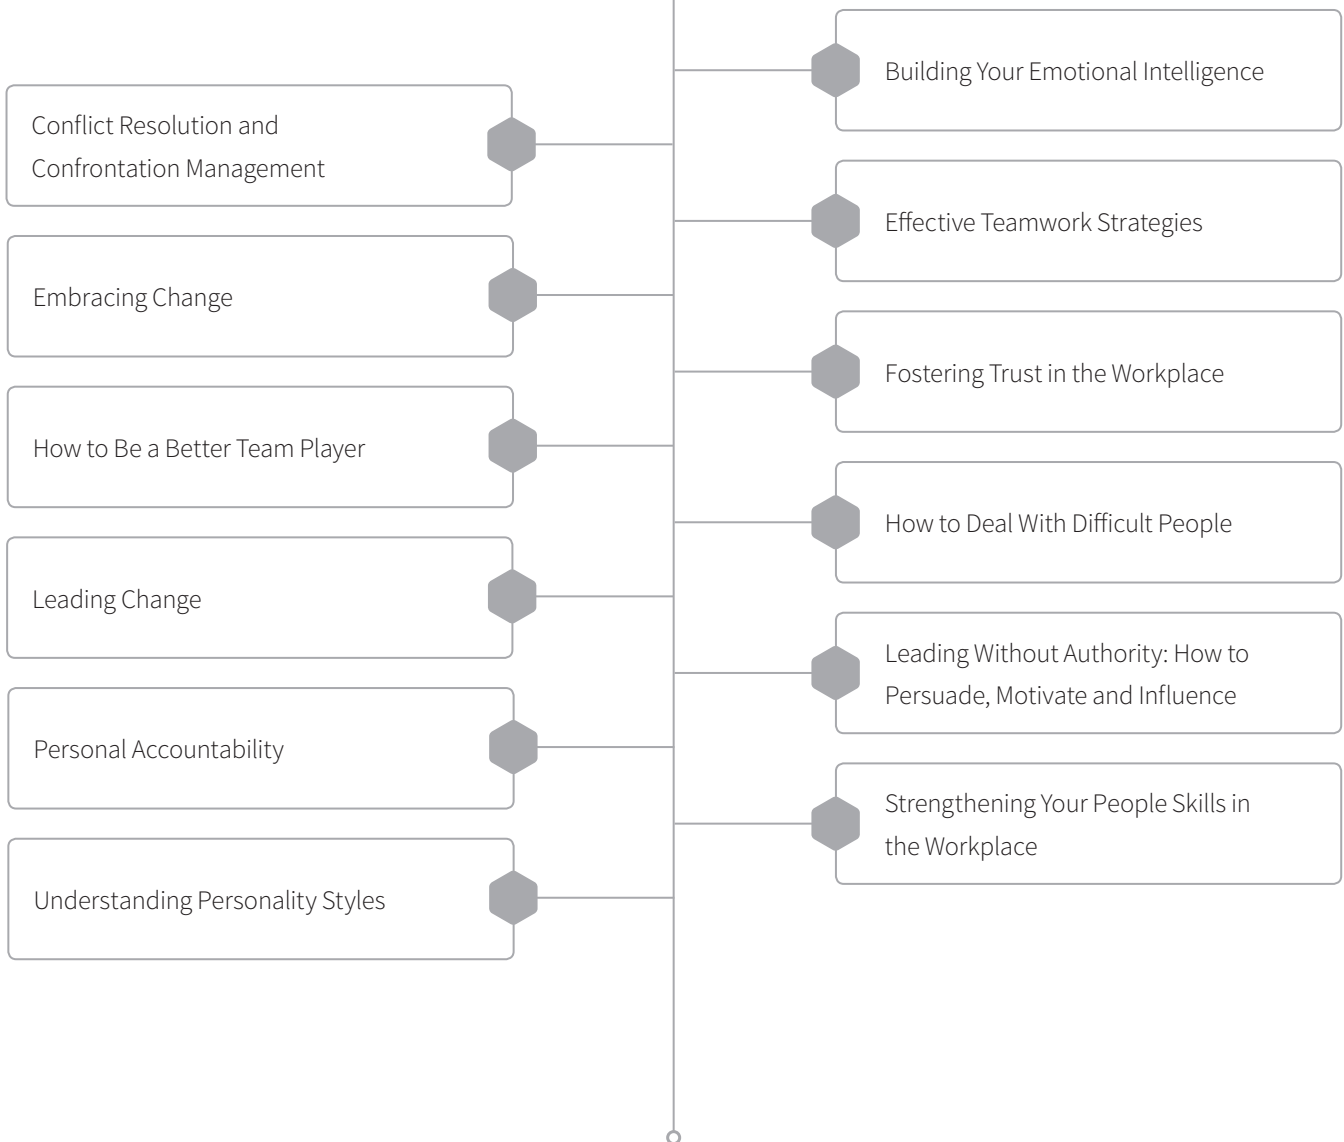 Building Your Emotional Intelligence
Conflict Resolution and
Confrontation Management
Effective Teamwork Strategies
Embracing Change
Fostering Trust in the Workplace
How to Be a Better Team Player
How to Deal With Difficult People
Leading Change
Leading Without Authority: How to
Persuade, Motivate and Influence
Personal Accountability
Strengthening Your People Skills in
the Workplace
Understanding Personality Styles